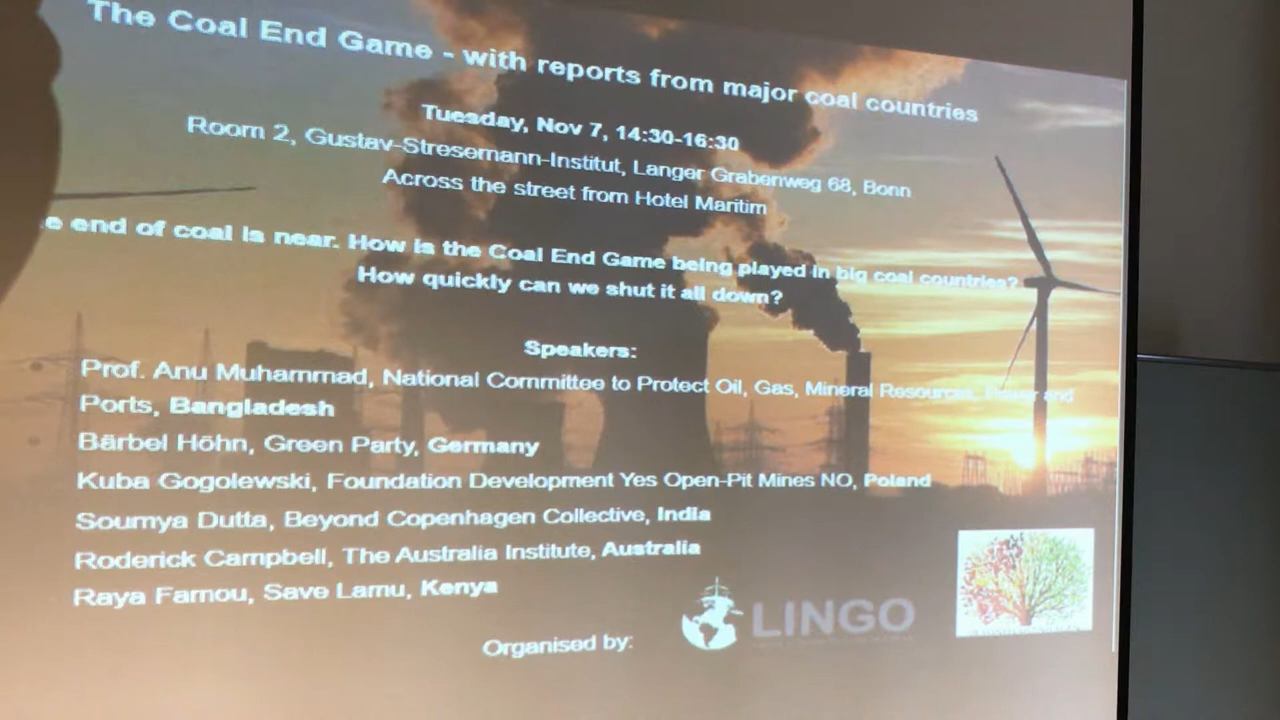 The Coal End Game - with reports from major coal countries
Tuesday, Nov 7, 14:30-16:30
Room 2, Gustav-Stresemann-Institut, Langer Grabenweg 68, Bonn
Across the street from Hotel Maritim
e end of coal is near. How is the Coal End Game being played in big coal countries?
How quickly can we shut it all down?
Speakers:
Prof. Anu Muhammad, National Committee to Protect Oil, Gas, Mineral Resources, Power and
Ports, Bangladesh
Bärbel Höhn, Green Party, Germany
Kuba Gogolewski, Foundation Development Yes Open-Pit Mines NO, Poland
Soumya Dutta, Beyond Copenhagen Collective, India
Roderick Campbell, The Australia Institute, Australia
Raya Famou, Save Lamu, Kenya
Organised by:
LINGO